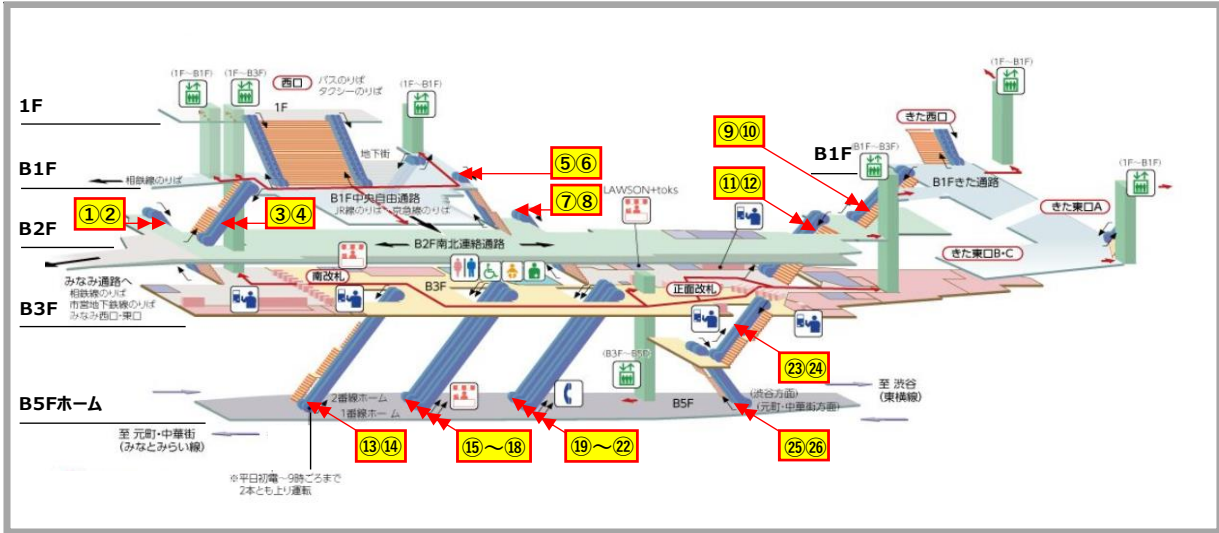 (1F～B1F)
(1F～B3F)
西口
バスのりば
タクシーのりば
(1F～B1F)
(1F～B1F)
1F
1F
きた西口
⑨⑩
地下街
⑤⑥
B1F
(B1F～B3F)
(1F～B1F)
B1F
相鉄線のりば
B1Fきた通路
LAWSON+toks
⑪⑫
B1F中央自由通路
JR線のりば
京急線のりば
①②
③④
⑦⑧
きた東口A
B2F
B2F南北連絡通路
きた東口B・C
みなみ通路へ
相鉄線のりば
市営地下鉄線のりば
みなみ西口・東口
南改札
B3F
正面改札
B3F
(B3F～B5F)
㉓㉔
至 渋谷
(東横線)
2番線ホーム
1番線ホーム
B5F
(渋谷方面)
(元町・中華街方面)
B5Fホーム
至 元町・中華街
(みなとみらい線)
⑬⑭
⑮～⑱
⑲～㉒
㉕㉖
※平日初電～9時ごろまで
2本とも上り運転